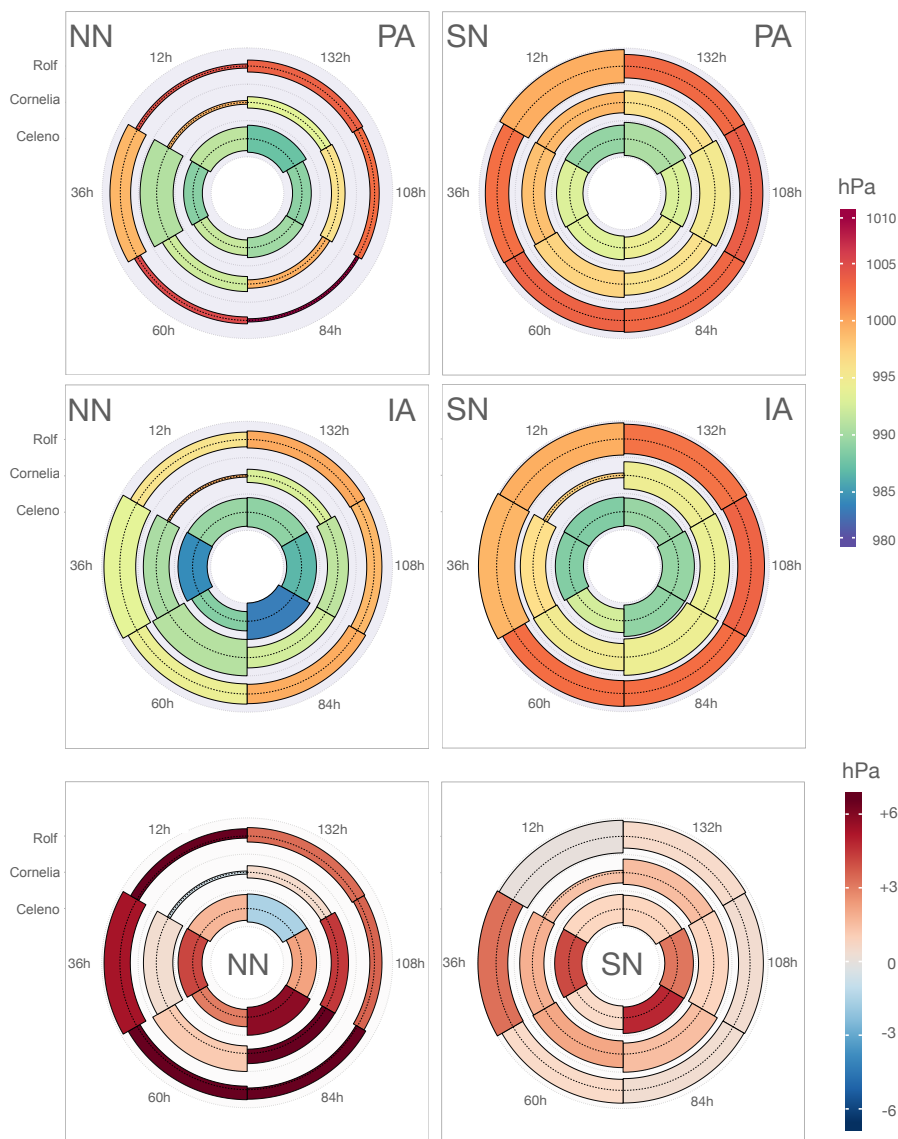 NN PA
12h 132h
Rolf
Cornelia
Celeno
36h 108h
60h 84h
SN PA
12h 132h
36h 108h
60h 84h
hPa
1010
1005
1000
995
990
985
980
NN IA
12h 132h
Rolf
Cornelia
Celeno
36h 108h
60h 84h
SN IA
12h 132h
36h 108h
60h 84h
12h 132h
Rolf
Cornelia
Celeno
36h NN 108h
60h 84h
12h 132h
36h SN 108h
60h 84h
hPa
+6
+3
0
-3
-6